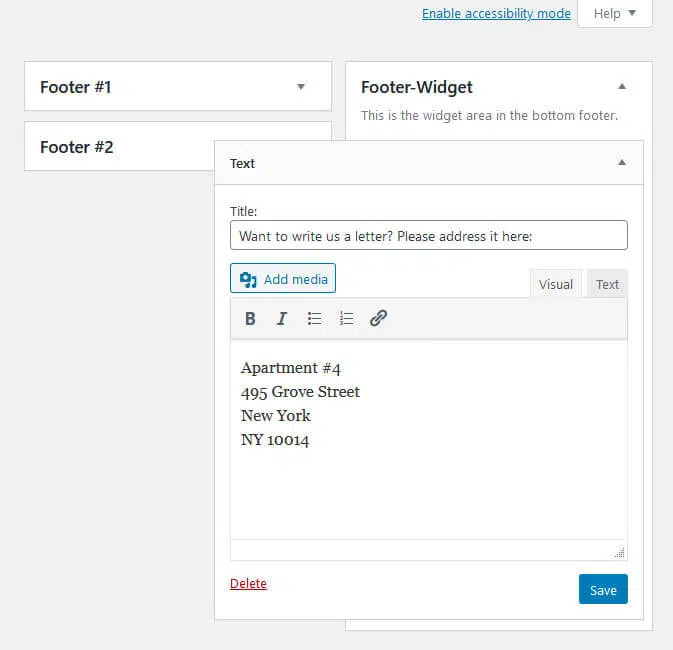 Enable accessibility mode
Help
Footer #1
Footer-Widget
This is the widget area in the bottom footer.
Footer #2
Text
Title:
Want to write us a letter? Please address it here:
Add media
Visual
Text
B I
Apartment #4
495 Grove Street
New York
NY 10014
Delete
Save